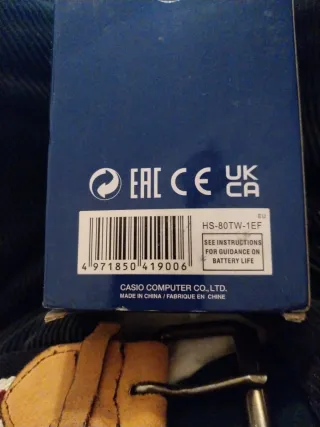 EAC CE UK CA
EU
HS-80TW-1EF
SEE INSTRUCTIONS
FOR GUIDANCE ON
BATTERY LIFE
4 971850 419006
CASIO COMPUTER CO., LTD.
MADE IN CHINA / FABRIQUE EN CHINE